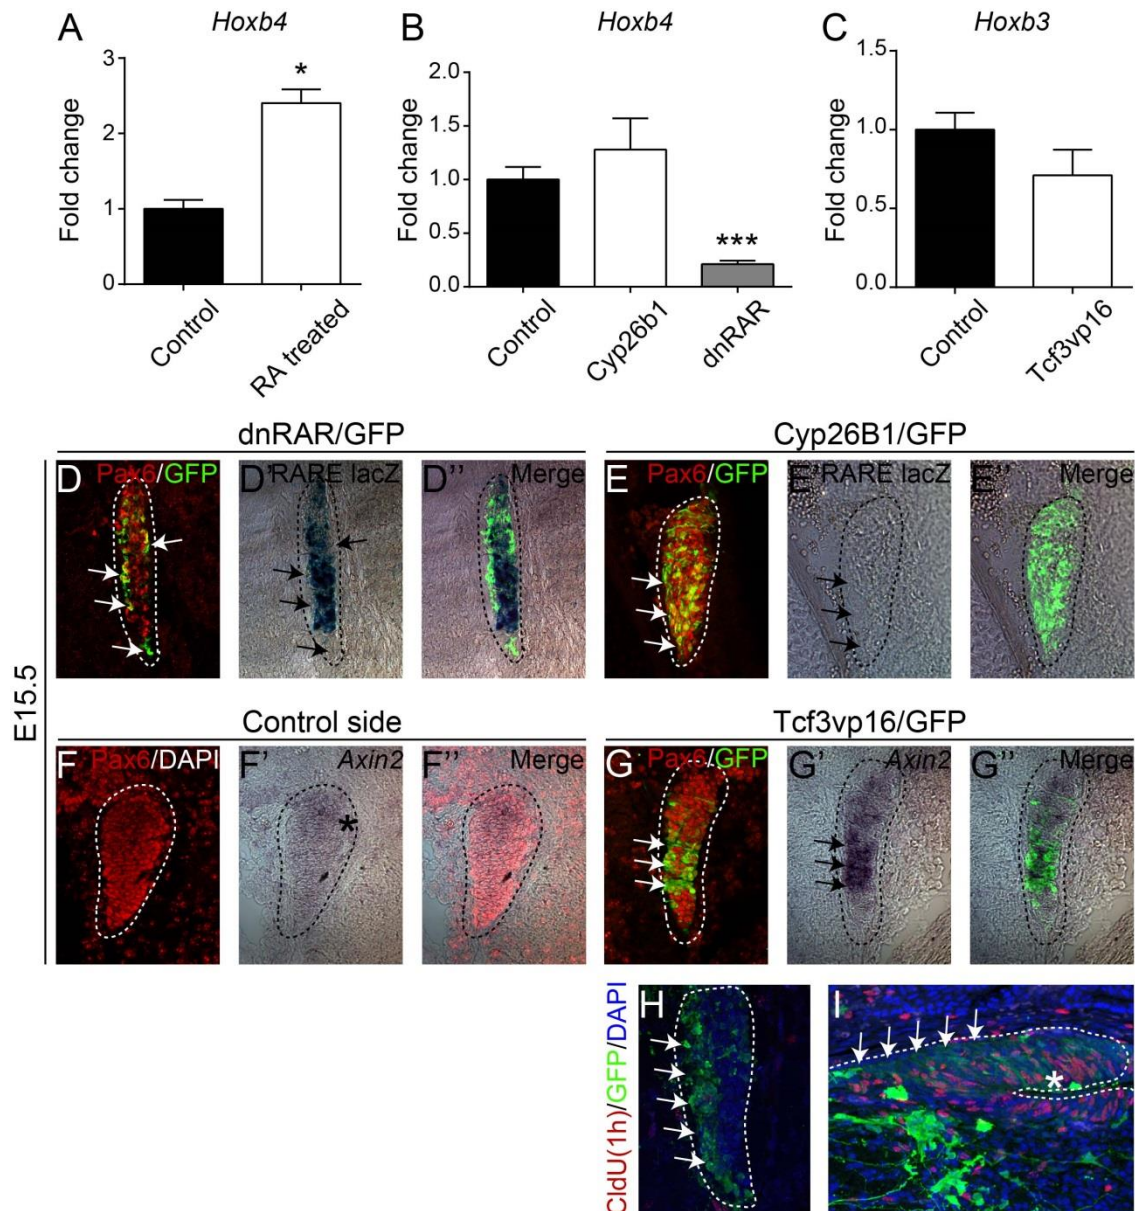 A
Hoxb4
B
Hoxb4
C
Hoxb3
Fold change
3
2
1
0
*
Control
RA treated
Fold change
2.0
1.5
1.0
0.5
0.0
***
Control
Cyp26b1
dnRAR
Fold change
1.5
1.0
0.5
0.0
Control
Tcf3vp16
E15.5
dnRAR/GFP
Cyp26B1/GFP
D Pax6/GFP
D' RARE lacZ
D'' Merge
E Pax6/GFP
E' RARE lacZ
E'' Merge
Control side
Tcf3vp16/GFP
F Pax6/DAPI
F' Axin2
*
F'' Merge
G Pax6/GFP
G' Axin2
G'' Merge
CldU(1h)/GFP/DAPI
H
I
*